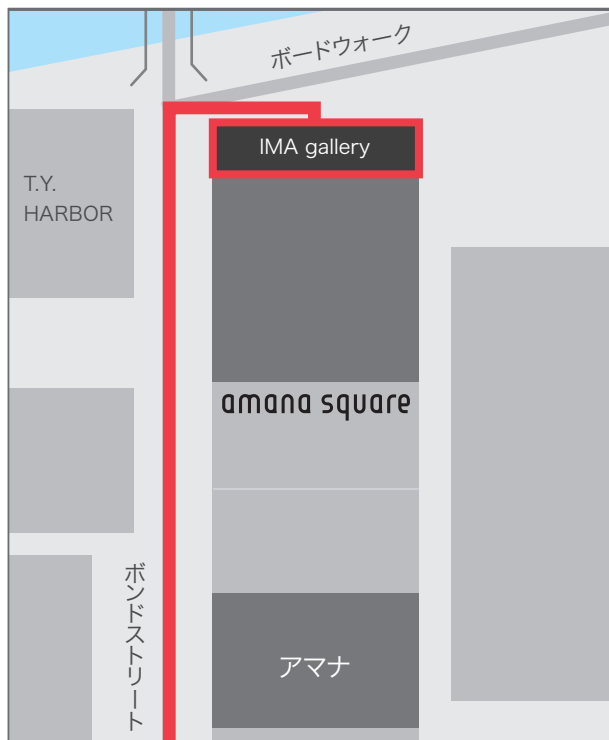 ボードウォーク
IMA gallery
T.Y.
HARBOR
amana square
ボンドストリート
アマナ